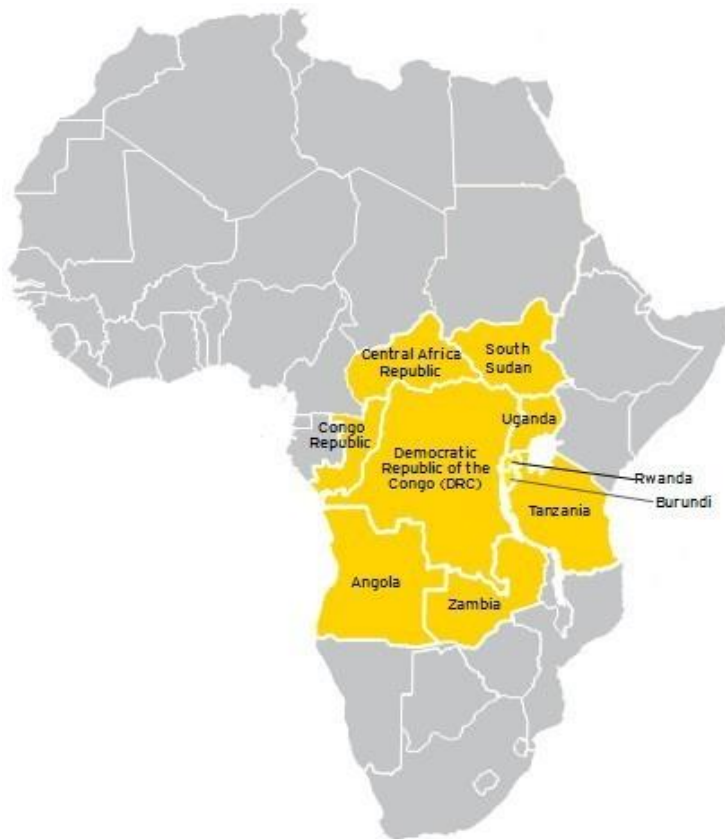 Central Africa
Republic
South
Sudan
Uganda
Congo
Republic
Democratic
Republic of the
Congo (DRC)
Rwanda
Burundi
Tanzania
Angola
Zambia